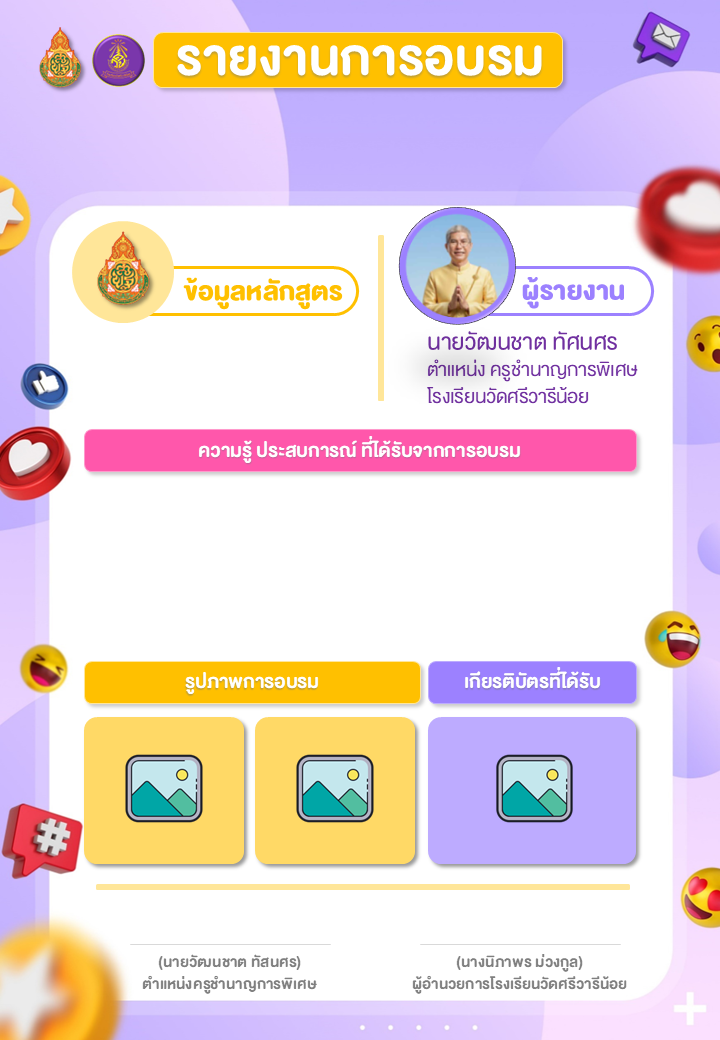 รายงานการอบรม
ข้อมูลหลักสูตร
ผู้รายงาน
นายวัฒนชาต ทัศนศร
ตำแหน่ง ครูชำนาญการพิเศษ
โรงเรียนวัดศรีวารีน้อย
ความรู้ ประสบการณ์ ที่ได้รับจากการอบรม
รูปภาพการอบรม
เกียรติบัตรที่ได้รับ
(นายวัฒนชาต ทัสนศร)
ตำแหน่งครูชำนาญการพิเศษ
(นางนิภาพร ม่วงกูล)
ผู้อำนวยการโรงเรียนวัดศรีวารีน้อย